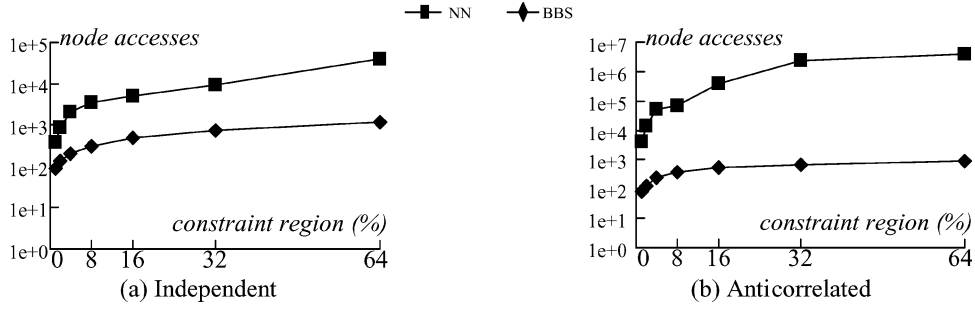 NN BBS
node accesses
1e+5
1e+4
1e+3
1e+2
1e+1
1e+0
constraint region (%)
0 8 16 32 64
(a) Independent
node accesses
1e+7
1e+6
1e+5
1e+4
1e+3
1e+2
1e+1
1e+0
constraint region (%)
0 8 16 32 64
(b) Anticorrelated